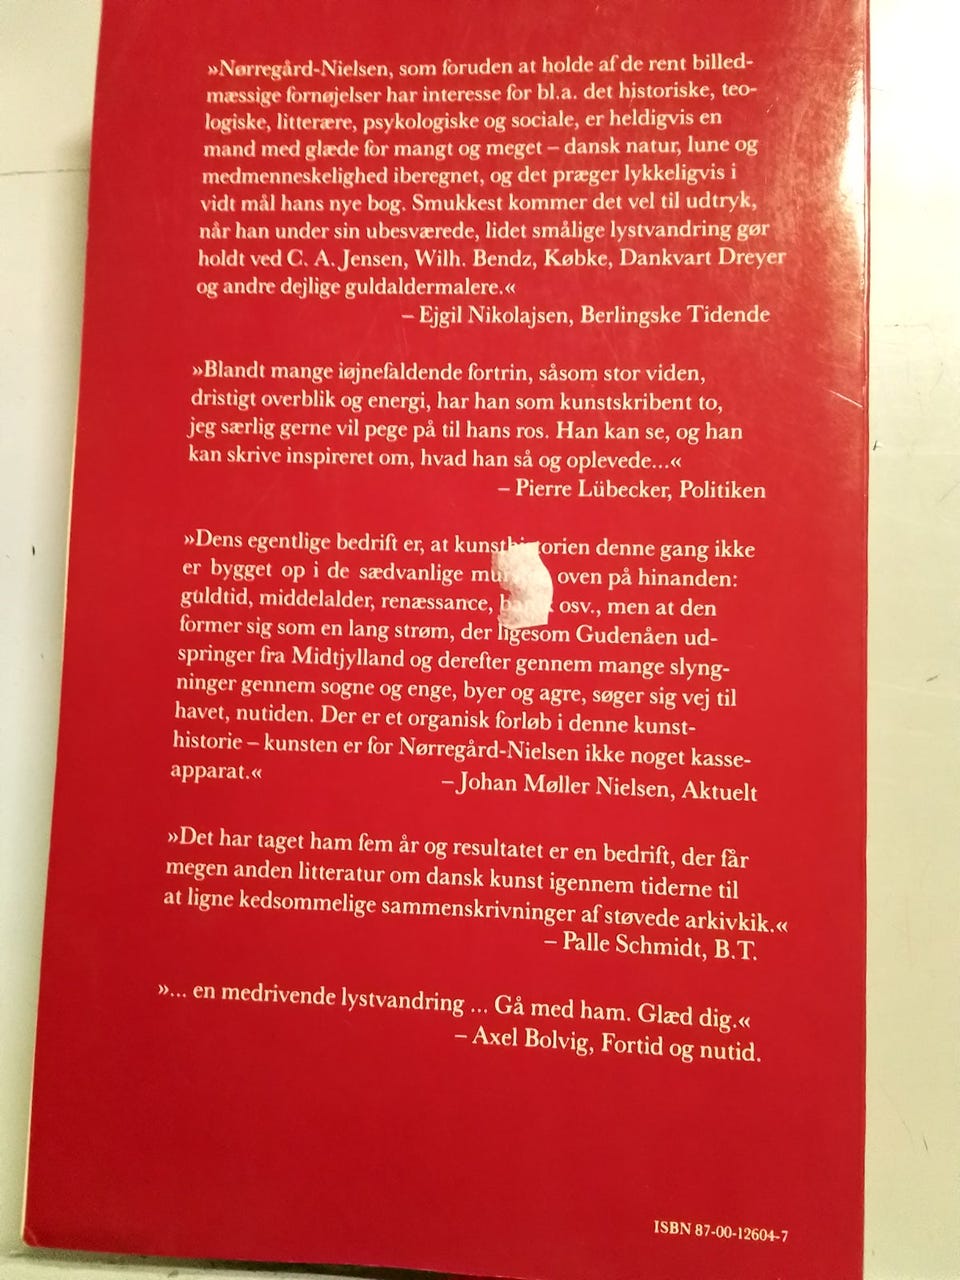 »Nørregård-Nielsen, som foruden at holde af de rent billed-
mæssige fornøjelser har interesse for bl.a. det historiske, teo-
logiske, litterære, psykologiske og sociale, er heldigvis en
mand med glæde for mangt og meget – dansk natur, lune og
medmenneskelighed iberegnet, og det præger lykkeligvis i
vidt mål hans nye bog. Smukkest kommer det vel til udtryk,
når han under sin ubesværede, lidet smålige lystvandring gør
holdt ved C. A. Jensen, Wilh. Bendz, Købke, Dankvart Dreyer
og andre dejlige guldaldermalere.«
– Ejgil Nikolajsen, Berlingske Tidende
»Blandt mange iøjnefaldende fortrin, såsom stor viden,
dristigt overblik og energi, har han som kunstskribent to,
jeg særlig gerne vil pege på til hans ros. Han kan se, og han
kan skrive inspireret om, hvad han så og oplevede...«
– Pierre Lübecker, Politiken
»Dens egentlige bedrift er, at kunsthistorien denne gang ikke
er bygget op i de sædvanlige oven på hinanden:
guldtid, middelalder, renæssance, osv., men at den
former sig som en lang strøm, der ligesom Gudenåen ud-
springer fra Midtjylland og derefter gennem mange slyng-
ninger gennem sogne og enge, byer og agre, søger sig vej til
havet, nutiden. Der er et organisk forløb i denne kunst-
historie – kunsten er for Nørregård-Nielsen ikke noget kasse-
apparat.«
– Johan Møller Nielsen, Aktuelt
»Det har taget ham fem år og resultatet er en bedrift, der får
megen anden litteratur om dansk kunst igennem tiderne til
at ligne kedsommelige sammenskrivninger af støvede arkivkik.«
– Palle Schmidt, B.T.
»... en medrivende lystvandring ... Gå med ham. Glæd dig.«
– Axel Bolvig, Fortid og nutid.
ISBN 87-00-12604-7